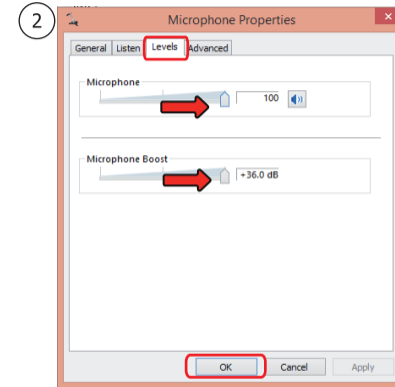 2
Microphone Properties
General Listen Levels Advanced
Microphone
100
Microphone Boost
+36.0 dB
OK Cancel Apply